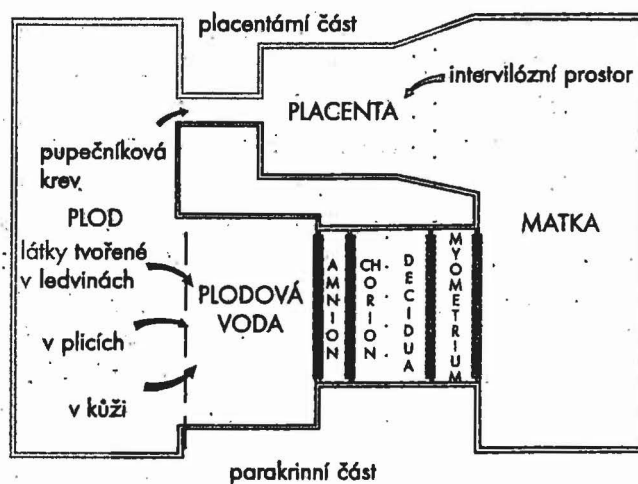 placentární část
intervilózní prostor
PLACENTA
pupečníková
krev
PLOD
MATKA
látky tvořené
v ledvinách
PLODOVÁ
VODA
v plicích
v kůži
AMNION
CHORION
DECIDUA
MYOMETRIUM
parakrinní část